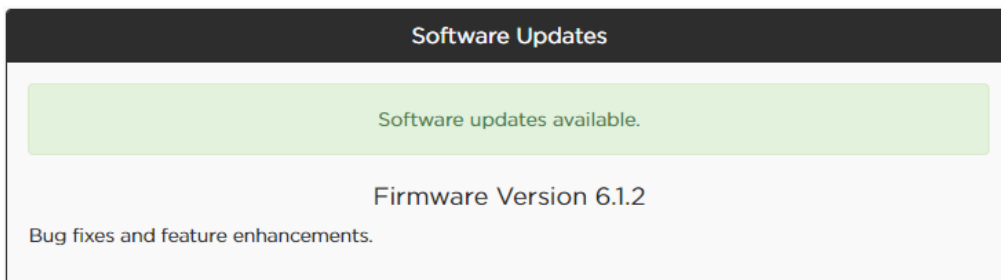 Software Updates
Software updates available.
Firmware Version 6.1.2
Bug fixes and feature enhancements.